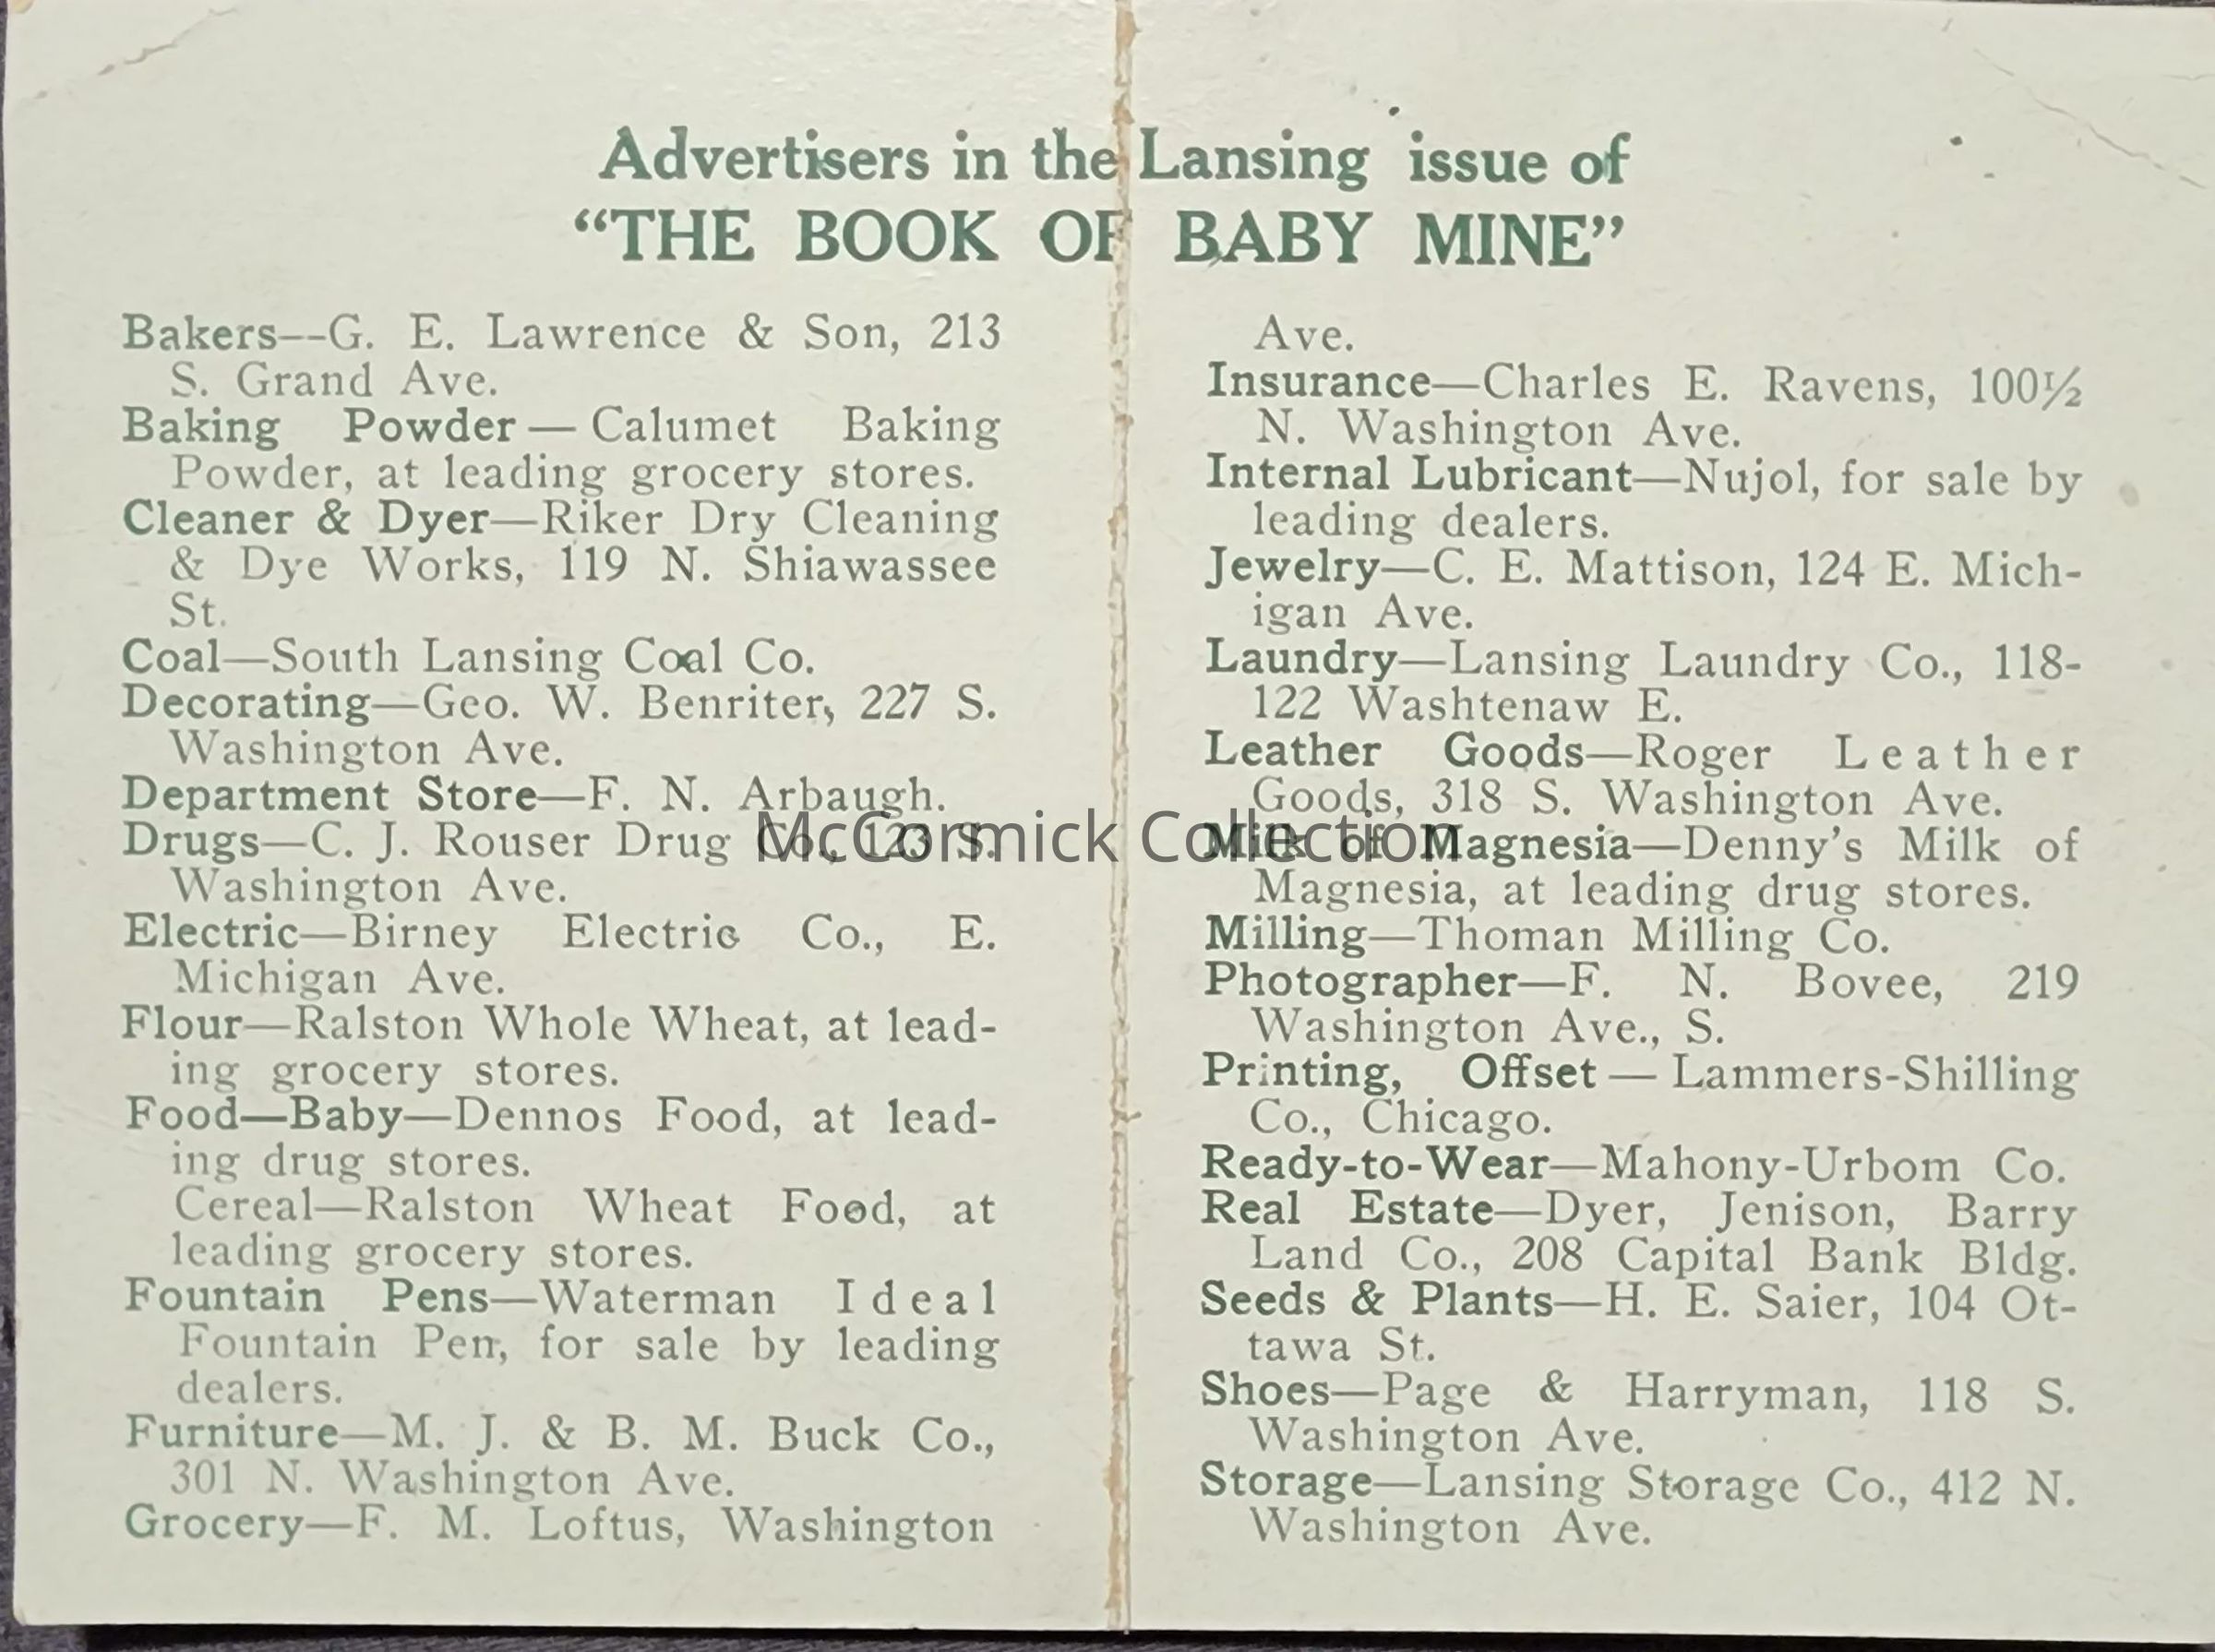 Advertisers in the Lansing issue of
“THE BOOK OF BABY MINE”
Bakers—-G. E. Lawrence & Son, 213
S. Grand Ave.
Baking Powder — Calumet Baking
Powder, at leading grocery stores.
Cleaner & Dyer—Riker Dry Cleaning
& Dye Works, 119 N. Shiawassee
St.
Coal—South Lansing Coal Co.
Decorating—Geo. W. Benriter, 227 S.
Washington Ave.
Department Store—F. N. Arbaugh.
Drugs—C. J. Rouser Drug Co., 123 S.
Washington Ave.
Electric—Birney Electric Co., E.
Michigan Ave.
Flour—Ralston Whole Wheat, at lead-
ing grocery stores.
Food—Baby—Dennos Food, at lead-
ing drug stores.
Cereal—Ralston Wheat Food, at
leading grocery stores.
Fountain Pens—Waterman Ideal
Fountain Pen, for sale by leading
dealers.
Furniture—M. J. & B. M. Buck Co.,
301 N. Washington Ave.
Grocery—F. M. Loftus, Washington
Ave.
Insurance—Charles E. Ravens, 100½
N. Washington Ave.
Internal Lubricant—Nujol, for sale by
leading dealers.
Jewelry—C. E. Mattison, 124 E. Mich-
igan Ave.
Laundry—Lansing Laundry Co., 118-
122 Washtenaw E.
Leather Goods—Roger Leather
Goods, 318 S. Washington Ave.
Milk of Magnesia—Denny’s Milk of
Magnesia, at leading drug stores.
Milling—Thoman Milling Co.
Photographer—F. N. Bovee, 219
Washington Ave., S.
Printing, Offset — Lammers-Shilling
Co., Chicago.
Ready-to-Wear—Mahony-Urbom Co.
Real Estate—Dyer, Jenison, Barry
Land Co., 208 Capital Bank Bldg.
Seeds & Plants—H. E. Saier, 104 Ot-
tawa St.
Shoes—Page & Harryman, 118 S.
Washington Ave.
Storage—Lansing Storage Co., 412 N.
Washington Ave.
McCormick Collection